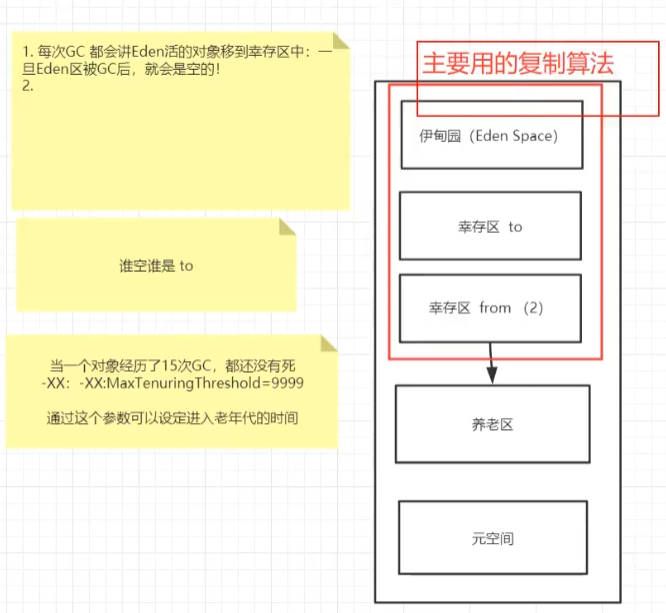 1. 每次GC 都会讲Eden活的对象移到幸存区中：一
旦Eden区被GC后，就会是空的！
2.
谁空谁是 to
当一个对象经历了15次GC，都还没有死
-XX：-XX:MaxTenuringThreshold=9999
通过这个参数可以设定进入老年代的时间
主要用的复制算法
伊甸园（Eden Space）
幸存区 to
幸存区 from （2）
养老区
元空间